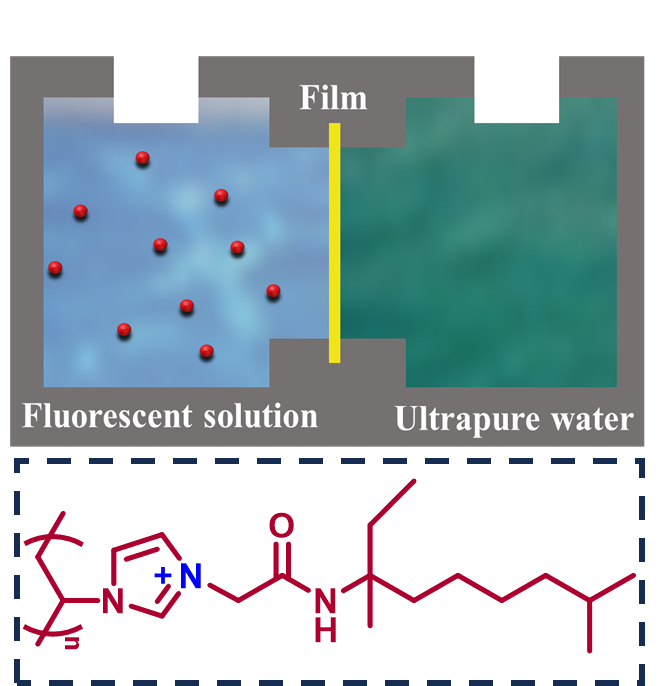 Film
Fluorescent solution
Ultrapure water
O
+ N
N
N
H
n